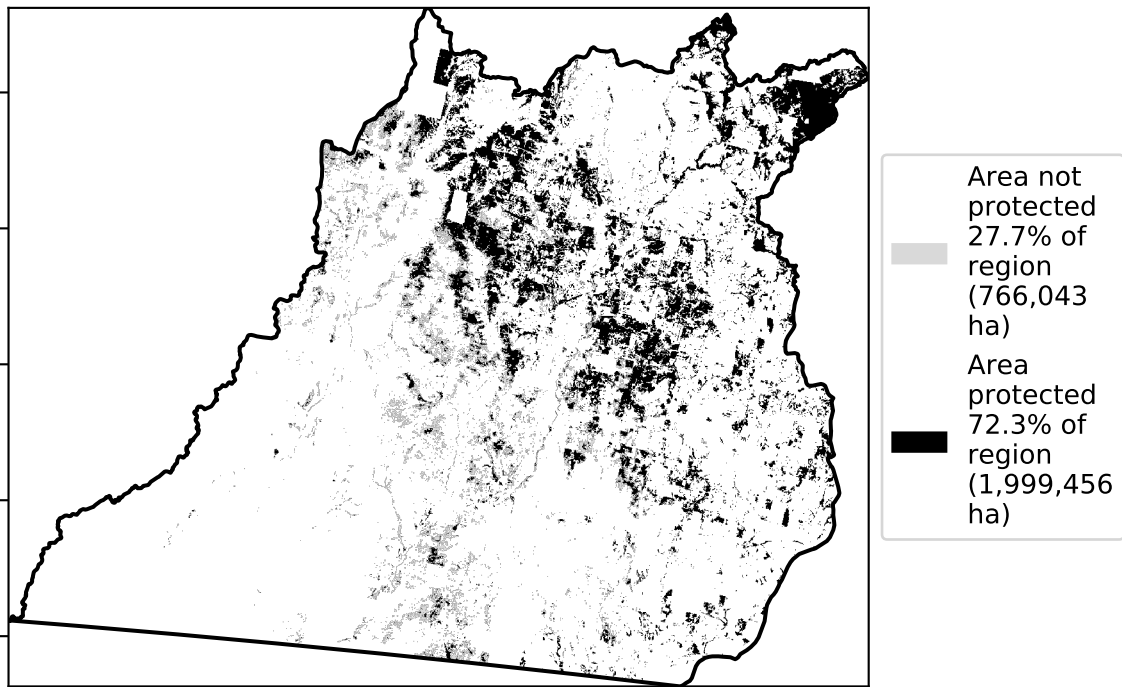 Area not
protected
27.7% of
region
(766,043
ha)
Area
protected
72.3% of
region
(1,999,456
ha)